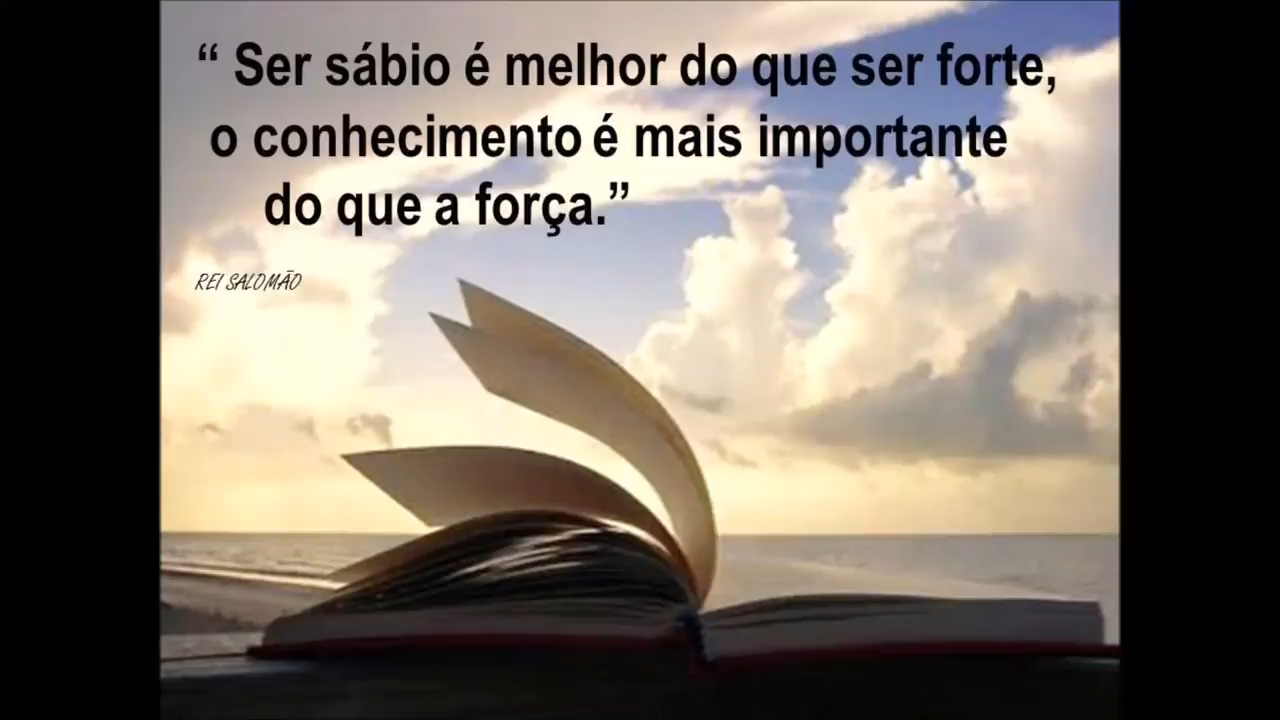 “ Ser sábio é melhor do que ser forte,
o conhecimento é mais importante
do que a força.”
REI SALOMÃO